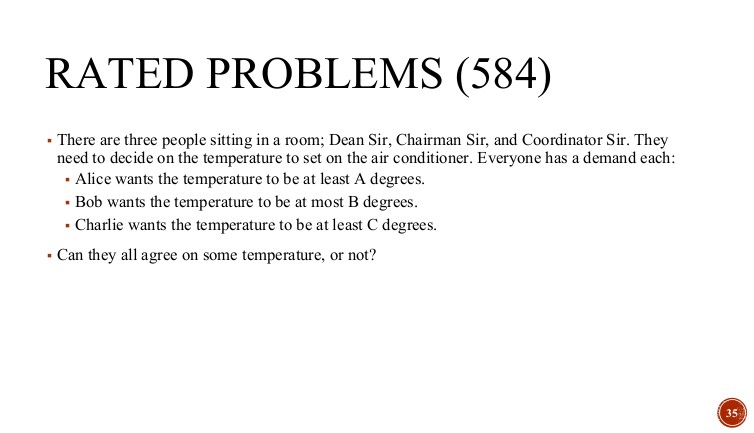 RATED PROBLEMS (584)
▪ There are three people sitting in a room; Dean Sir, Chairman Sir, and Coordinator Sir. They
need to decide on the temperature to set on the air conditioner. Everyone has a demand each:
▪ Alice wants the temperature to be at least A degrees.
▪ Bob wants the temperature to be at most B degrees.
▪ Charlie wants the temperature to be at least C degrees.
▪ Can they all agree on some temperature, or not?
35